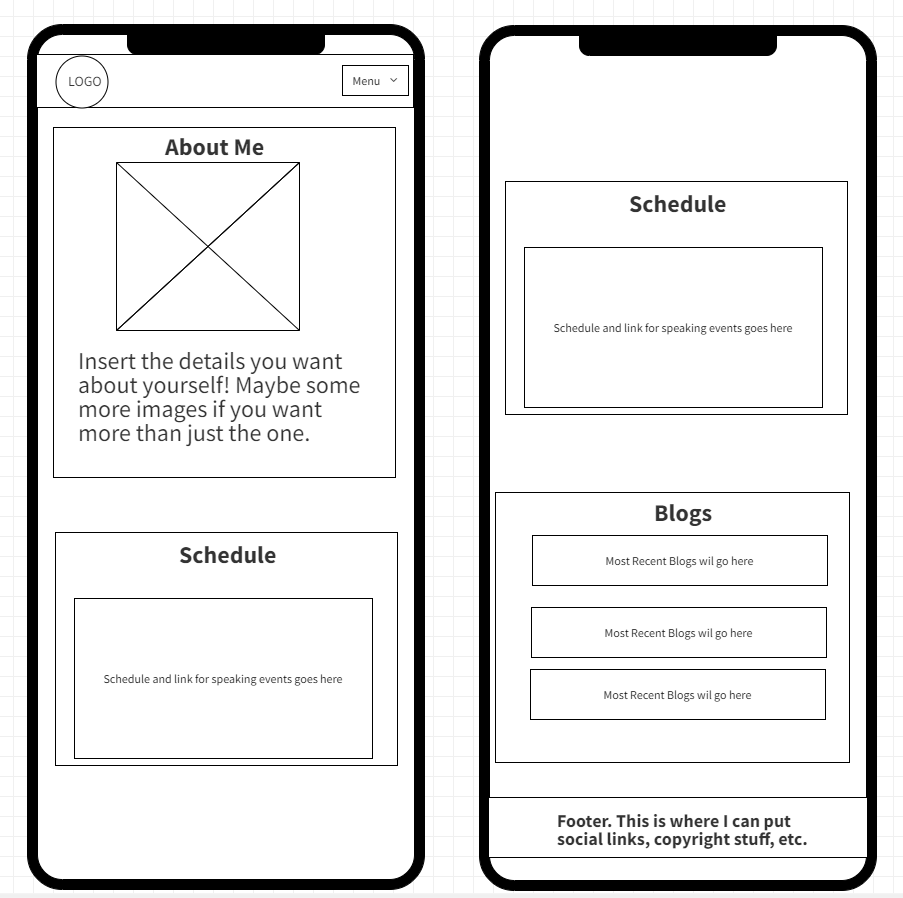 LOGO
Menu
About Me
Insert the details you want
about yourself! Maybe some
more images if you want
more than just the one.
Schedule
Schedule and link for speaking events goes here
Schedule
Schedule and link for speaking events goes here
Blogs
Most Recent Blogs wil go here
Most Recent Blogs wil go here
Most Recent Blogs wil go here
Footer. This is where I can put
social links, copyright stuff, etc.